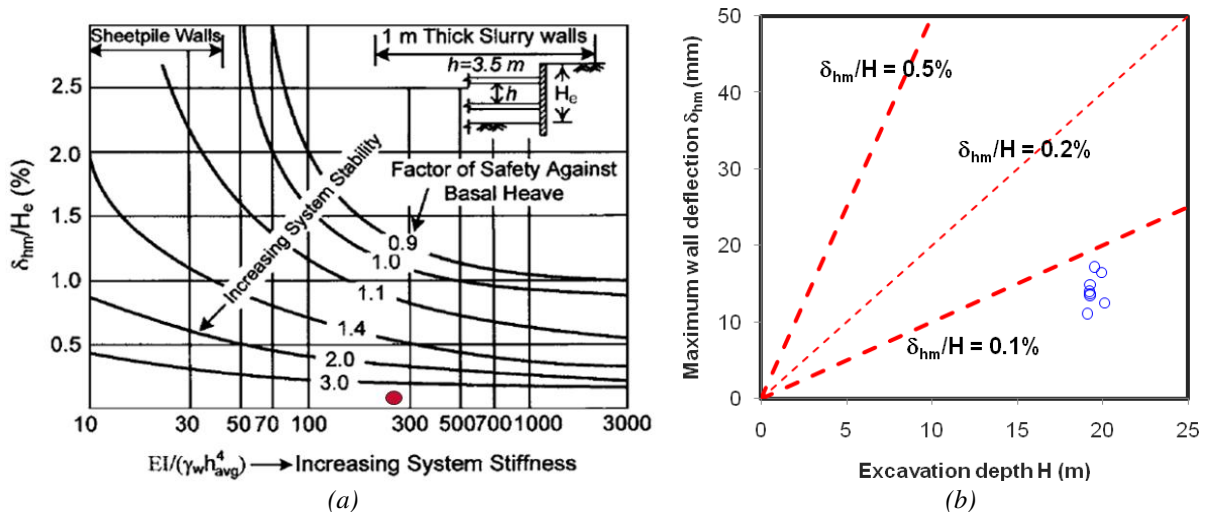 Sheetpile Walls
1 m Thick Slurry walls
h=3.5 m
h
Hₑ
Increasing System Stability
Factor of Safety Against
Basal Heave
0.9
1.0
1.1
1.4
2.0
3.0
2.5
2.0
1.5
1.0
0.5
δhm/Hₑ (%)
10 30 50 70 100 300 500 700 1000 3000
EI/(γw h⁴avg) → Increasing System Stiffness
(a)
50
40
30
20
10
0
Maximum wall deflection δhm (mm)
δhm/H = 0.5%
δhm/H = 0.2%
δhm/H = 0.1%
0 5 10 15 20 25
Excavation depth H (m)
(b)